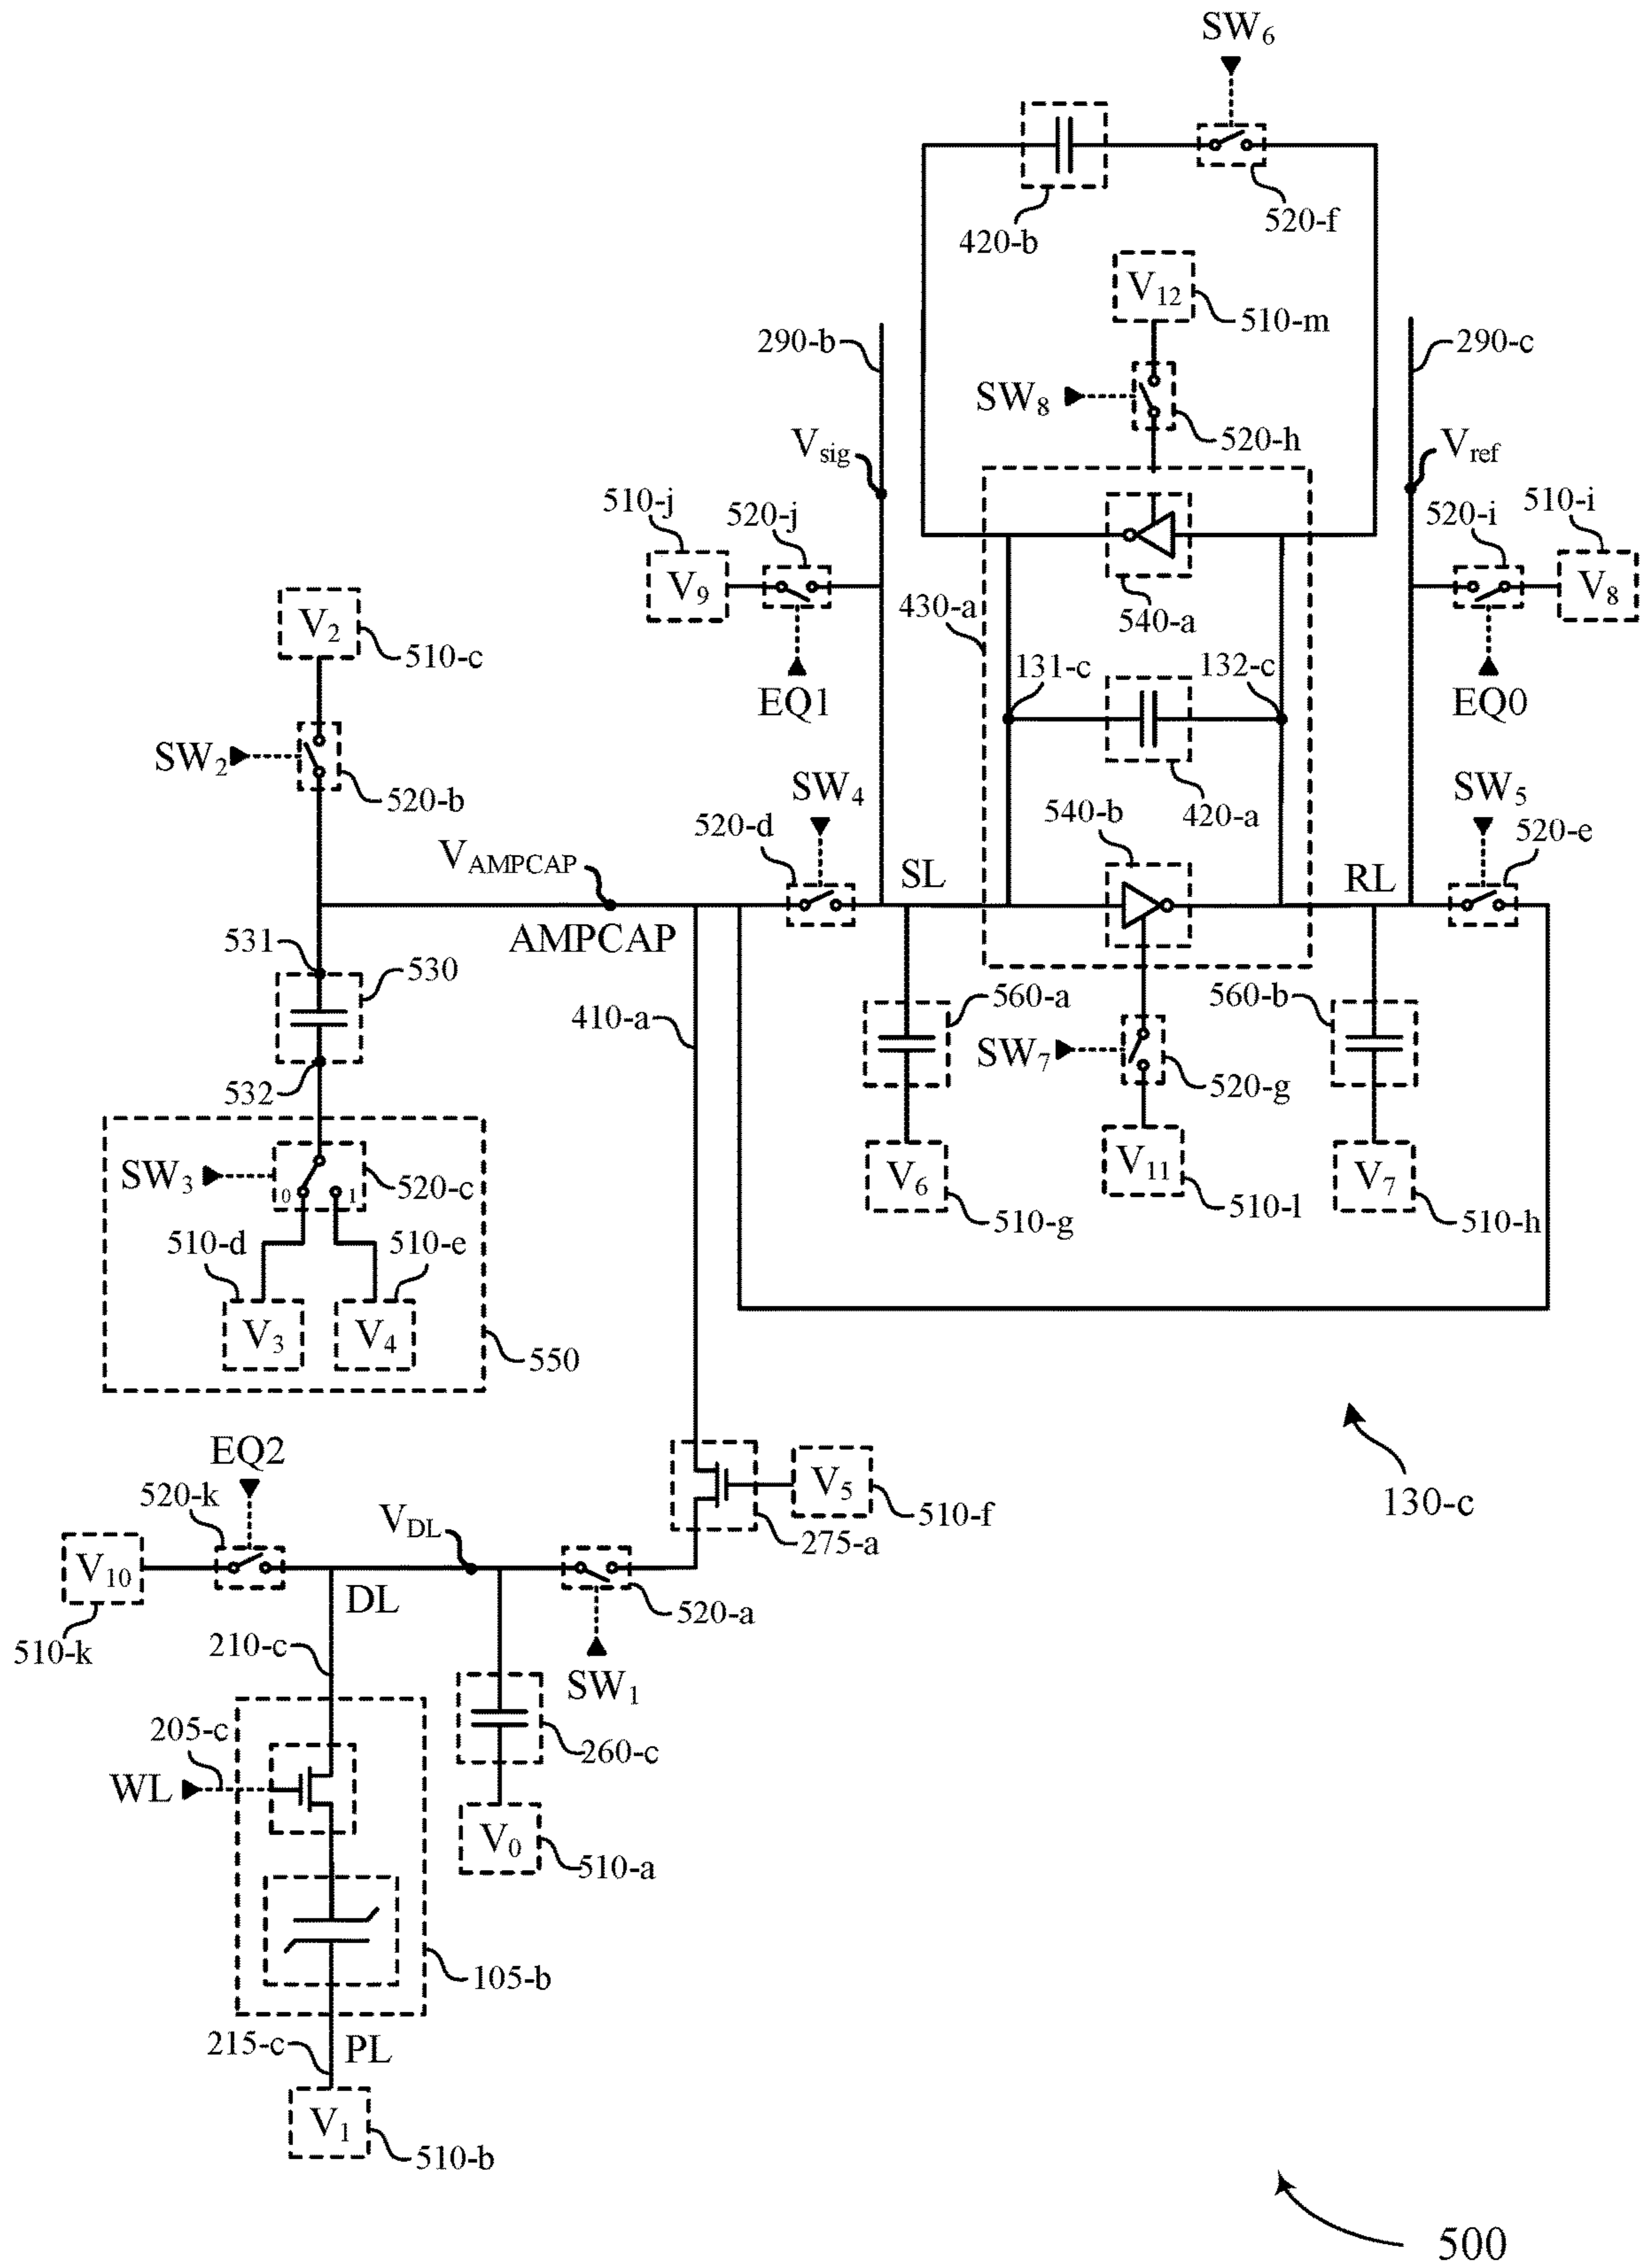 SW6
420-b
520-f
V12
510-m
290-b
290-c
SW8
520-h
Vsig
Vref
510-j
520-j
520-i
510-i
V9
V8
430-a
540-a
EQ1
EQ0
V2
510-c
131-c
132-c
SW2
520-b
SW4
SW5
520-d
540-b
420-a
520-e
VAMPCAP
SL
RL
AMPCAP
531
530
410-a
560-a
560-b
SW7
520-g
532
SW3
0 1
520-c
V6
V11
V7
510-g
510-l
510-h
510-d
510-e
V3
V4
550
EQ2
520-k
VDL
V5
510-f
275-a
130-c
V10
DL
520-a
510-k
210-c
SW1
205-c
260-c
WL
V0
510-a
105-b
215-c
PL
V1
510-b
500